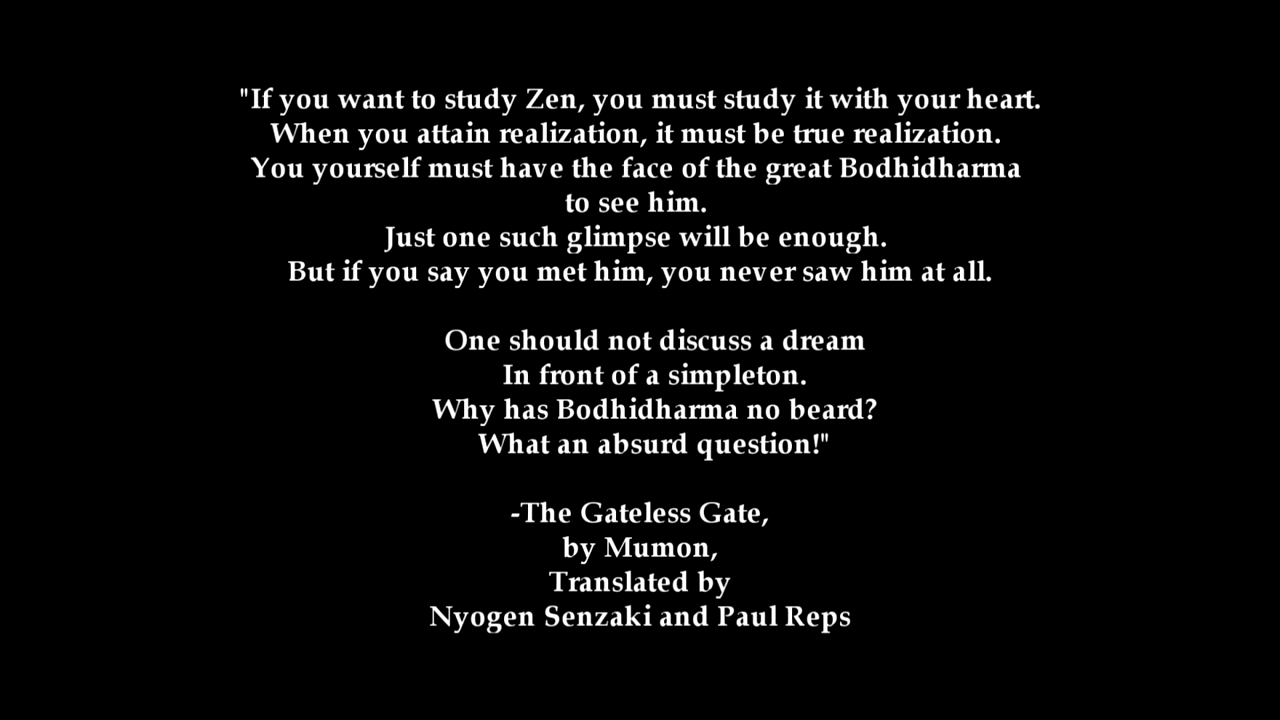 "If you want to study Zen, you must study it with your heart.
When you attain realization, it must be true realization.
You yourself must have the face of the great Bodhidharma
to see him.
Just one such glimpse will be enough.
But if you say you met him, you never saw him at all.
One should not discuss a dream
In front of a simpleton.
Why has Bodhidharma no beard?
What an absurd question!"
-The Gateless Gate,
by Mumon,
Translated by
Nyogen Senzaki and Paul Reps